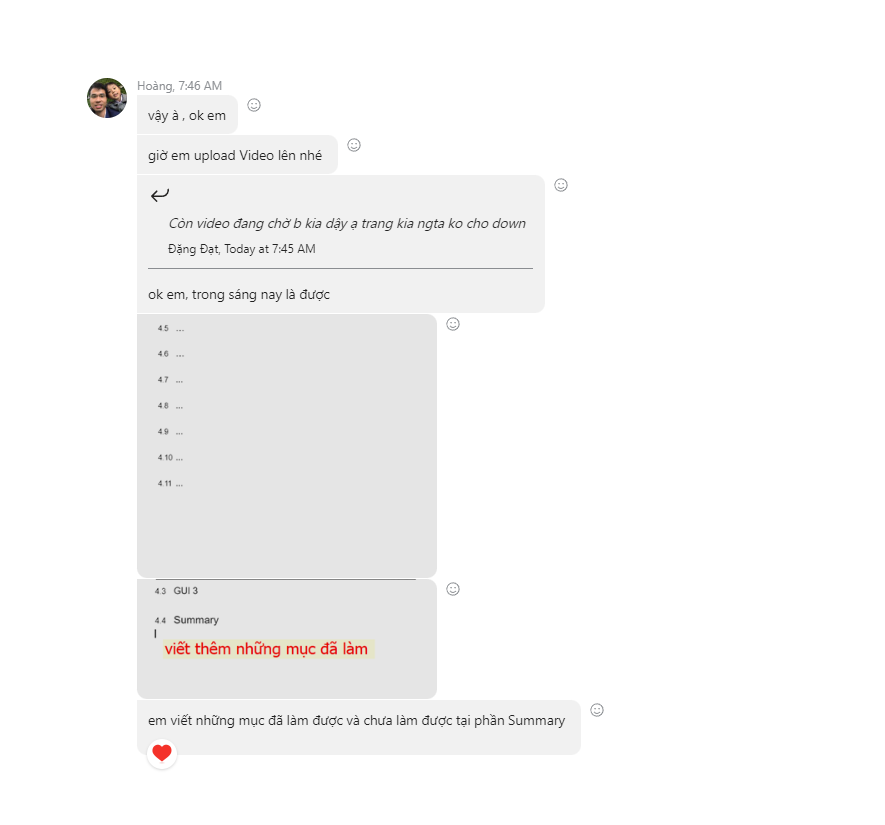 Hoàng, 7:46 AM
vậy à , ok em
giờ em upload Video lên nhé
Còn video đang chờ b kia dậy ạ trang kia ngta ko cho down
Đặng Đạt, Today at 7:45 AM
ok em, trong sáng nay là được
4.5 ...
4.6 ...
4.7 ...
4.8 ...
4.9 ...
4.10 ...
4.11 ...
4.3 GUI 3
4.4 Summary
viết thêm những mục đã làm
em viết những mục đã làm được và chưa làm được tại phần Summary